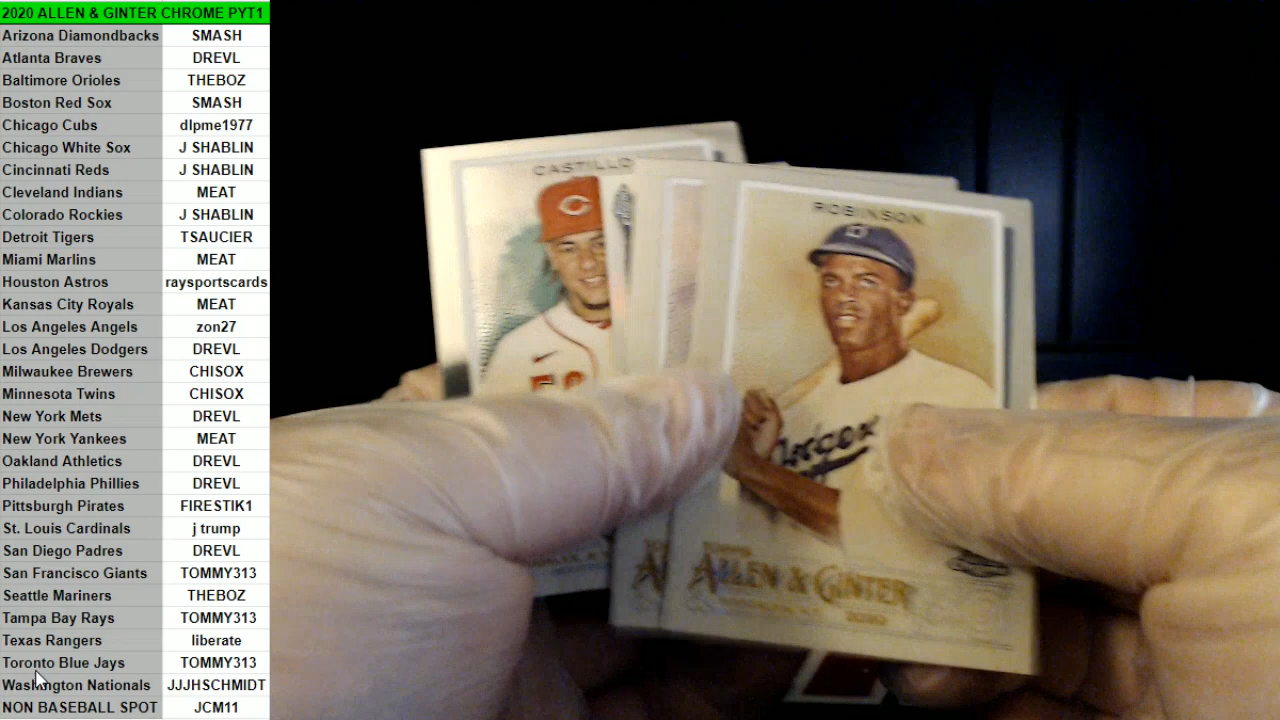 2020 ALLEN & GINTER CHROME PYT1
Arizona Diamondbacks SMASH
Atlanta Braves DREVL
Baltimore Orioles THEBOZ
Boston Red Sox SMASH
Chicago Cubs dlpme1977
Chicago White Sox J SHABLIN
Cincinnati Reds J SHABLIN
Cleveland Indians MEAT
Colorado Rockies J SHABLIN
Detroit Tigers TSAUCIER
Miami Marlins MEAT
Houston Astros raysportscards
Kansas City Royals MEAT
Los Angeles Angels zon27
Los Angeles Dodgers DREVL
Milwaukee Brewers CHISOX
Minnesota Twins CHISOX
New York Mets DREVL
New York Yankees MEAT
Oakland Athletics DREVL
Philadelphia Phillies DREVL
Pittsburgh Pirates FIRESTIK1
St. Louis Cardinals j trump
San Diego Padres DREVL
San Francisco Giants TOMMY313
Seattle Mariners THEBOZ
Tampa Bay Rays TOMMY313
Texas Rangers liberate
Toronto Blue Jays TOMMY313
Washington Nationals JJJHSCHMIDT
NON BASEBALL SPOT JCM11
CASTILLO
ROBINSON
TOPPS
ALLEN & GINTER
2020